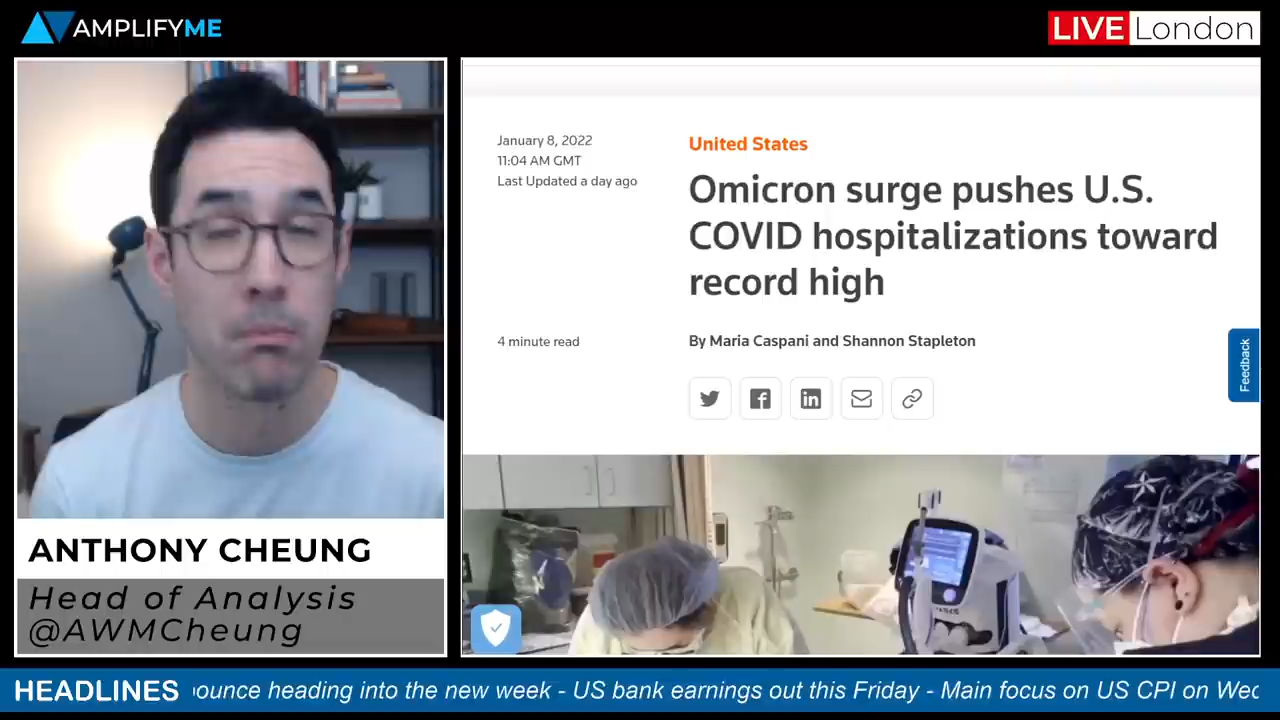 AMPLIFYME
LIVE London
January 8, 2022
11:04 AM GMT
Last Updated a day ago
United States
Omicron surge pushes U.S.
COVID hospitalizations toward
record high
4 minute read
By Maria Caspani and Shannon Stapleton
Feedback
ANTHONY CHEUNG
Head of Analysis
@AWMCheung
HEADLINES ounce heading into the new week - US bank earnings out this Friday - Main focus on US CPI on Wed